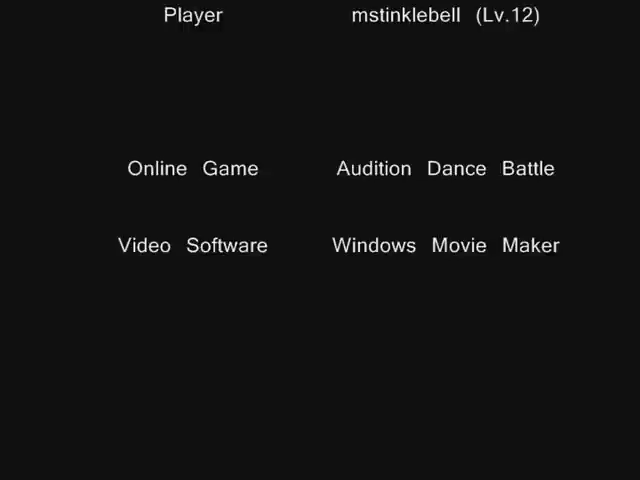 Player mstinklebell (Lv.12)
Online Game Audition Dance Battle
Video Software Windows Movie Maker